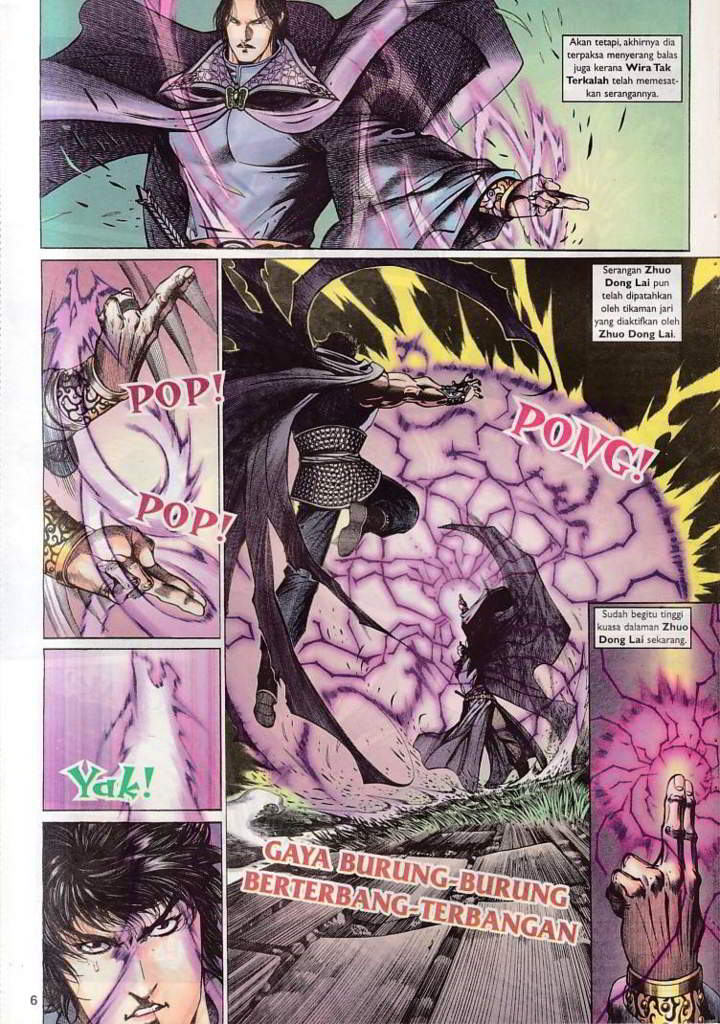 Akan tetapi, akhirnya dia
terpaksa menyerang balas
juga kerana Wira Tak
Terkalah telah memesat-
kan serangannya.
POP!
POP!
Serangan Zhuo
Dong Lai pun
telah dipatahkan
oleh tikaman jari
yang diaktifkan oleh
Zhuo Dong Lai.
PONG!
Sudah begitu tinggi
kuasa dalaman Zhuo
Dong Lai sekarang.
Yak!
GAYA BURUNG-BURUNG
BERTERBANG-TERBANGAN
6